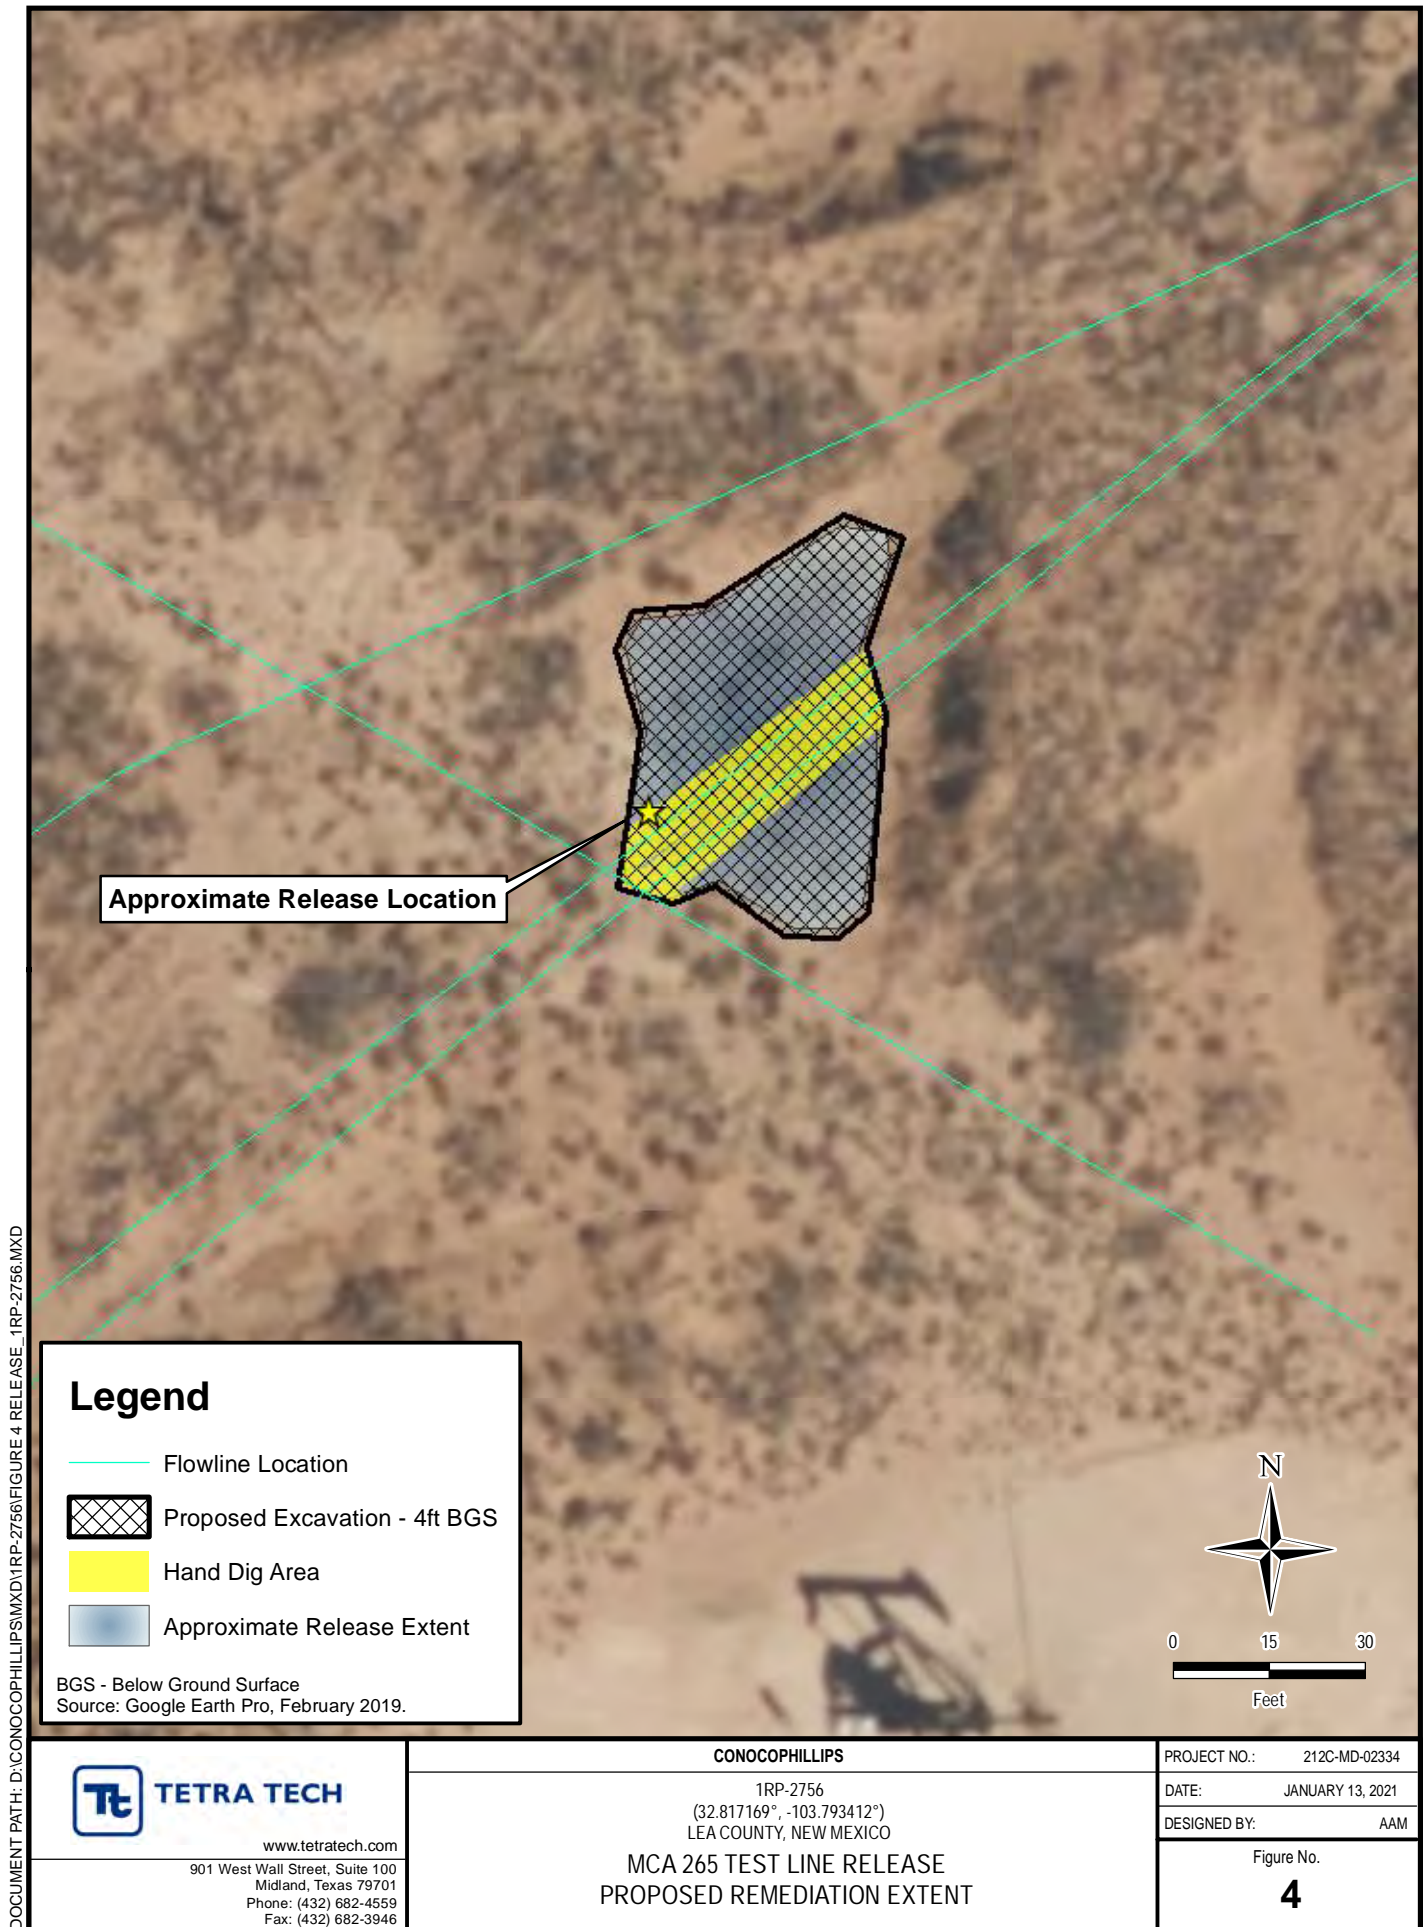 DOCUMENT PATH: D:\CONOCOPHILLIPS\MXD\1RP-2756\FIGURE 4 RELEASE_1RP-2756.MXD
Approximate Release Location
Legend
Flowline Location
Proposed Excavation - 4ft BGS
Hand Dig Area
Approximate Release Extent
BGS - Below Ground Surface
Source: Google Earth Pro, February 2019.
N
0 15 30
Feet
Tt TETRA TECH
www.tetratech.com
901 West Wall Street, Suite 100
Midland, Texas 79701
Phone: (432) 682-4559
Fax: (432) 682-3946
CONOCOPHILLIPS
1RP-2756
(32.817169°, -103.793412°)
LEA COUNTY, NEW MEXICO
MCA 265 TEST LINE RELEASE
PROPOSED REMEDIATION EXTENT
PROJECT NO.: 212C-MD-02334
DATE: JANUARY 13, 2021
DESIGNED BY: AAM
Figure No.
4